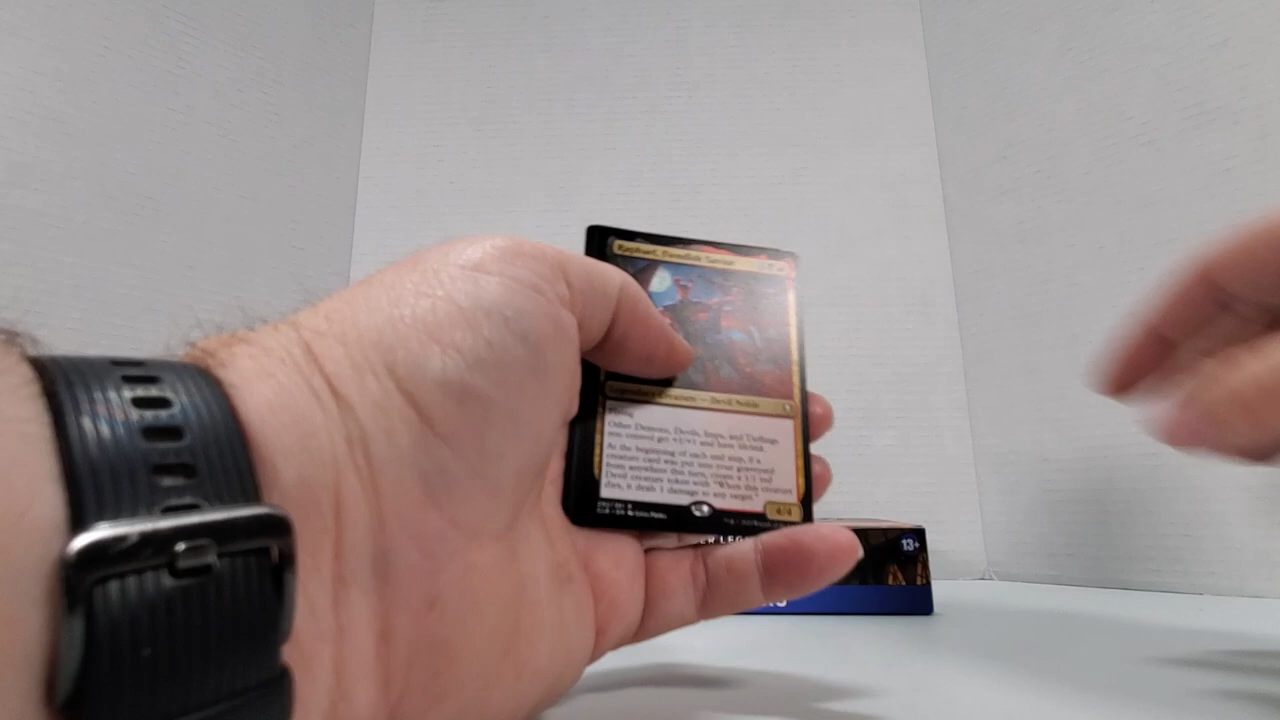 Raphael, Fiendish Savior
Legendary Creature — Devil Noble
Flying
Other Demons, Devils, Imps, and Tieflings
you control get +1/+1 and have lifelink.
At the beginning of each end step, if a
creature card was put into your graveyard
from anywhere this turn, create a 1/1 red
Devil creature token with "When this creature
dies, it deals 1 damage to any target."
4/4
13+